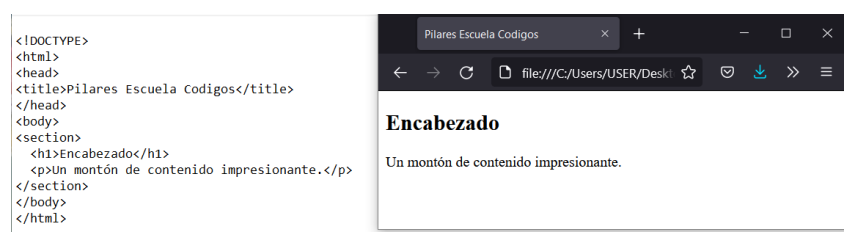 <!DOCTYPE>
<html>
<head>
<title>Pilares Escuela Codigos</title>
</head>
<body>
<section>
<h1>Encabezado</h1>
<p>Un montón de contenido impresionante.</p>
</section>
</body>
</html>
Pilares Escuela Codigos
file:///C:/Users/USER/Deskt
Encabezado
Un montón de contenido impresionante.